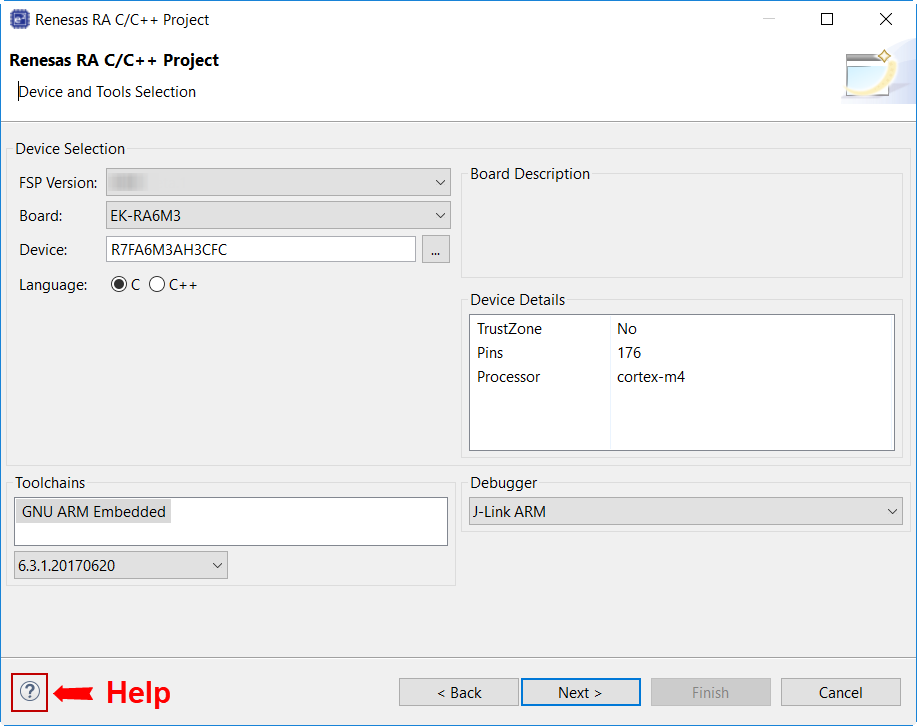 Renesas RA C/C++ Project
Renesas RA C/C++ Project
Device and Tools Selection
Device Selection
FSP Version:
Board: EK-RA6M3
Device: R7FA6M3AH3CFC ...
Language: C C++
Board Description
Device Details
TrustZone No
Pins 176
Processor cortex-m4
Toolchains
GNU ARM Embedded
6.3.1.20170620
Debugger
J-Link ARM
? Help < Back Next > Finish Cancel